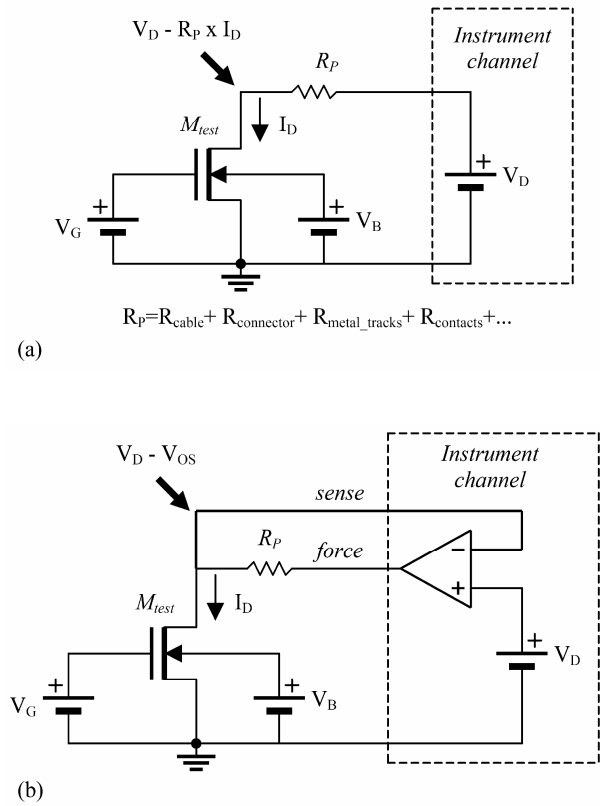 V_D - R_P x I_D
Instrument
channel
R_P
M_test
I_D
+
V_D
+
V_G
+
V_B
R_P=R_cable+ R_connector+ R_metal_tracks+ R_contacts+...
(a)
V_D - V_OS
Instrument
channel
sense
R_P
force
−
+
M_test
I_D
+
V_D
+
V_G
+
V_B
(b)